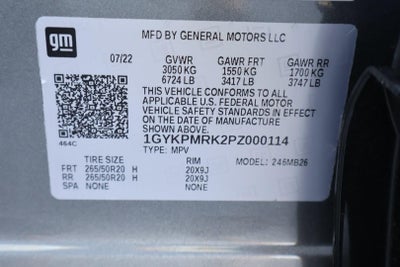 gm
MFD BY GENERAL MOTORS LLC
07/22 GVWR GAWR FRT GAWR RR
3050 KG 1550 KG 1700 KG
6724 LB 3417 LB 3747 LB
THIS VEHICLE CONFORMS TO ALL
APPLICABLE U.S. FEDERAL MOTOR
VEHICLE SAFETY STANDARDS IN EFFECT
ON THE DATE OF MANUFACTURE
SHOWN ABOVE.
464C
1GYKPMRK2PZ000114
TYPE: MPV
TIRE SIZE RIM MODEL: 246MB26
FRT 265/50R20 H 20X9J
RR 265/50R20 H 20X9J
SPA NONE NONE